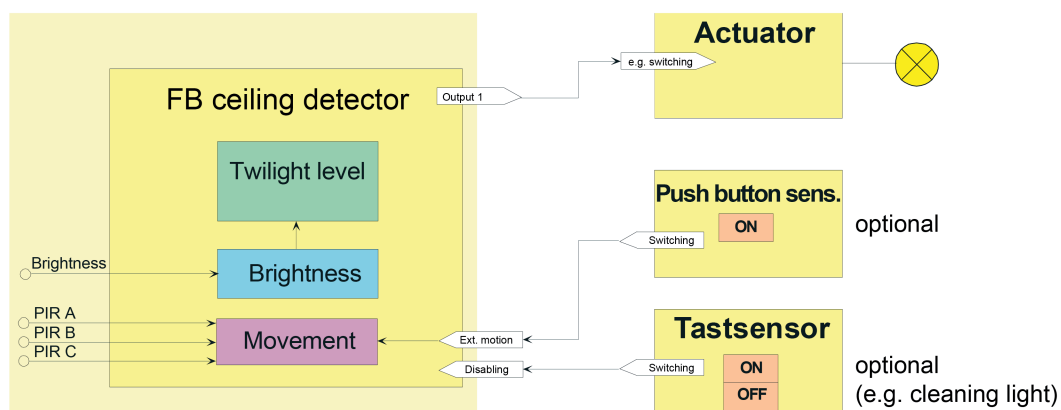 Actuator
e.g. switching
FB ceiling detector
Output 1
Twilight level
Push button sens.
ON
optional
Switching
Brightness
Brightness
PIR A
PIR B
PIR C
Movement
Ext. motion
Tastsensor
Disabling
Switching
ON
OFF
optional
(e.g. cleaning light)